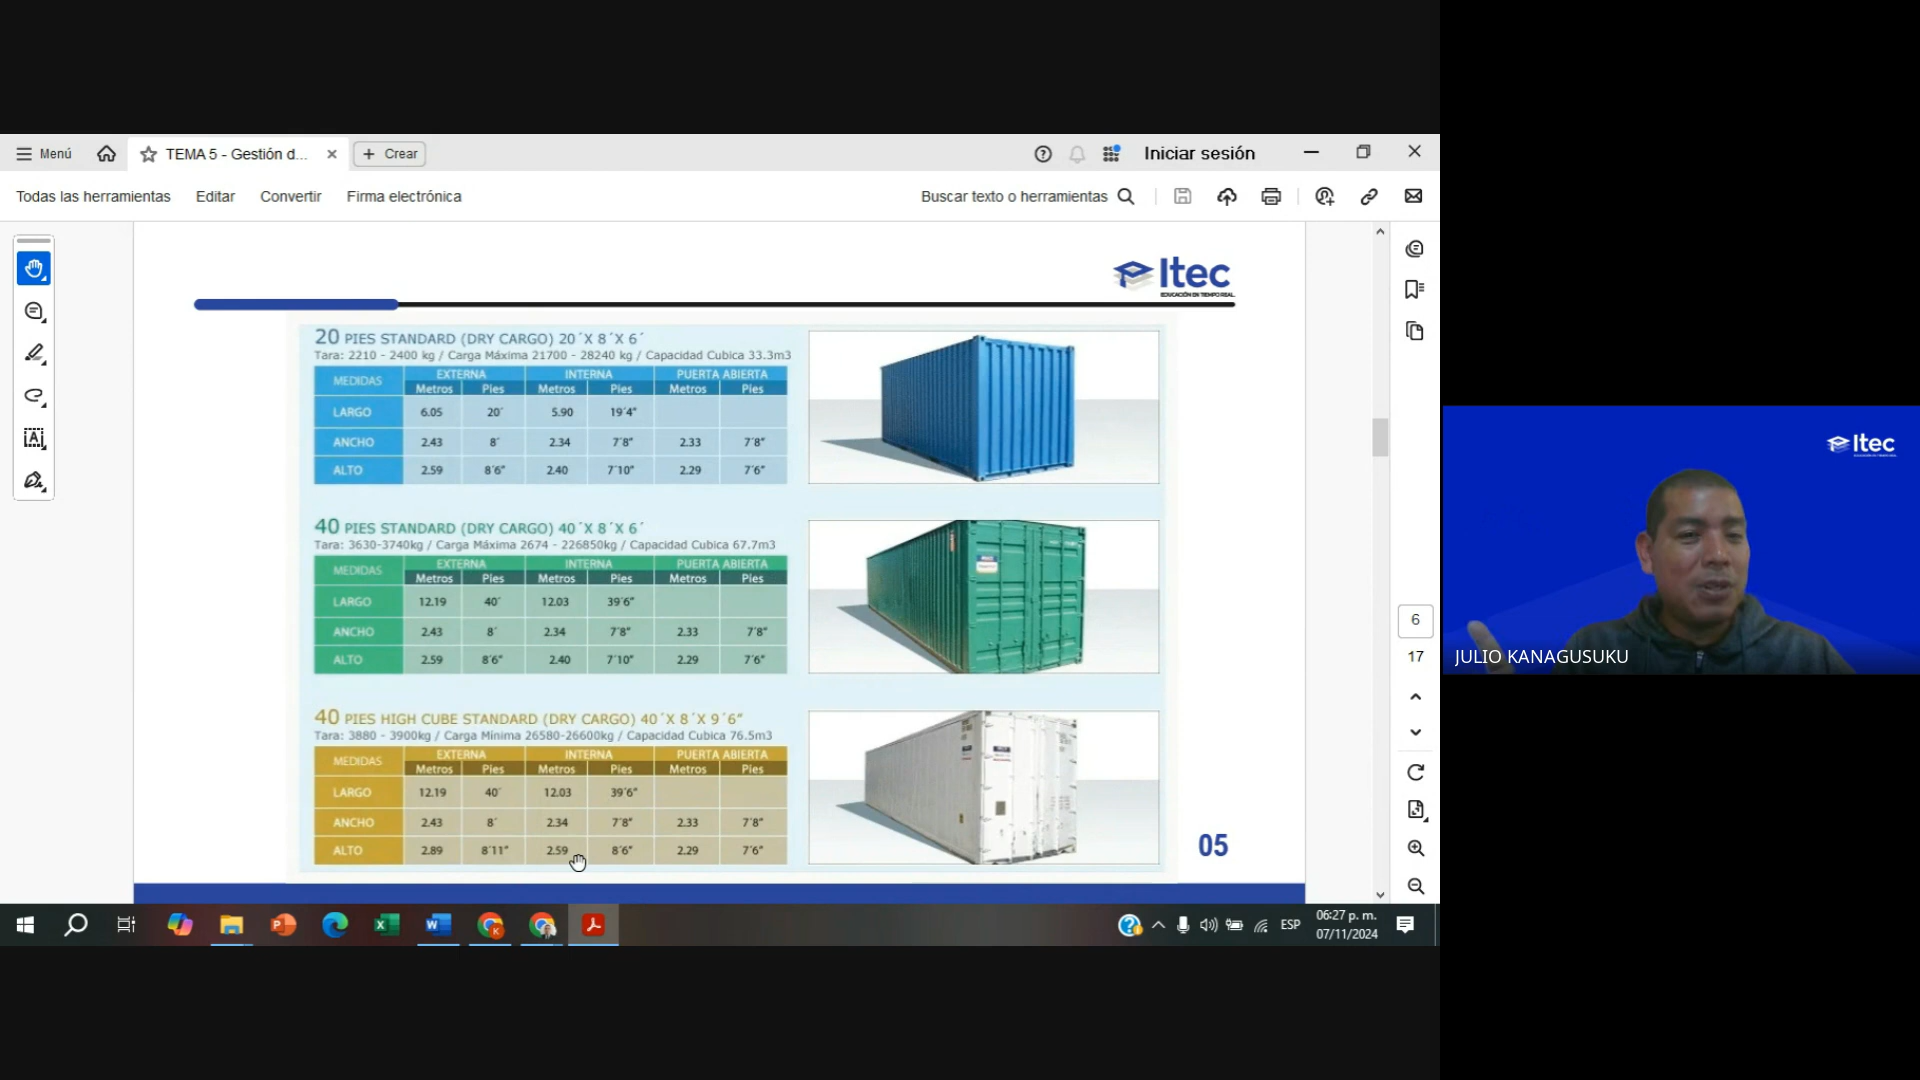 Menú
TEMA 5 - Gestión d...
Crear
Iniciar sesión
Todas las herramientas
Editar
Convertir
Firma electrónica
Buscar texto o herramientas
Itec
EDUCACIÓN EN TIEMPO REAL
20 PIES STANDARD (DRY CARGO) 20´X 8´X 6´
Tara: 2210 - 2400 kg / Carga Máxima 21700 - 28240 kg / Capacidad Cubica 33.3m3
MEDIDAS EXTERNA INTERNA PUERTA ABIERTA
Metros Pies Metros Pies Metros Pies
LARGO 6.05 20´ 5.90 19´4"
ANCHO 2.43 8´ 2.34 7´8" 2.33 7´8"
ALTO 2.59 8´6" 2.40 7´10" 2.29 7´6"
40 PIES STANDARD (DRY CARGO) 40´X 8´X 6´
Tara: 3630-3740kg / Carga Máxima 2674 - 226850kg / Capacidad Cubica 67.7m3
MEDIDAS EXTERNA INTERNA PUERTA ABIERTA
Metros Pies Metros Pies Metros Pies
LARGO 12.19 40´ 12.03 39´6"
ANCHO 2.43 8´ 2.34 7´8" 2.33 7´8"
ALTO 2.59 8´6" 2.40 7´10" 2.29 7´6"
40 PIES HIGH CUBE STANDARD (DRY CARGO) 40´X 8´X 9´6"
Tara: 3880 - 3900kg / Carga Mínima 26580-26600kg / Capacidad Cubica 76.5m3
MEDIDAS EXTERNA INTERNA PUERTA ABIERTA
Metros Pies Metros Pies Metros Pies
LARGO 12.19 40´ 12.03 39´6"
ANCHO 2.43 8´ 2.34 7´8" 2.33 7´8"
ALTO 2.89 8´11" 2.59 8´6" 2.29 7´6"
05
6
17
ESP
06:27 p. m.
07/11/2024
Itec
JULIO KANAGUSUKU